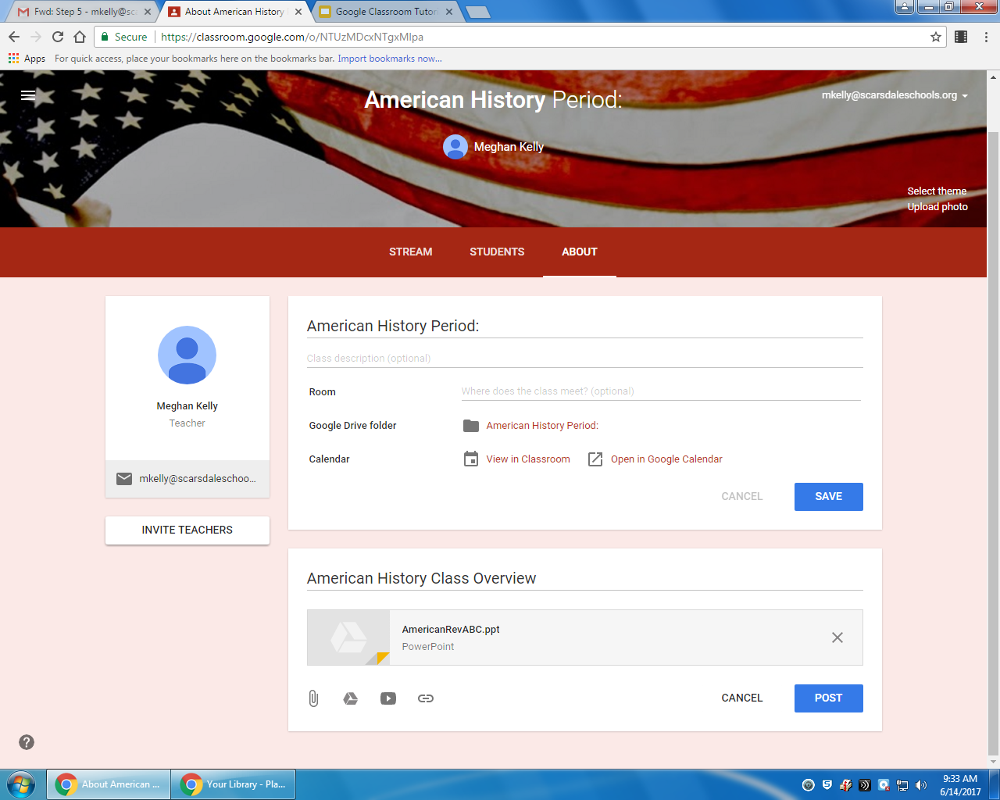 Fwd: Step 5 - mkelly@sc
About American History
Google Classroom Tutor
Secure
https://classroom.google.com/o/NTUzMDcxNTgxMlpa
Apps
For quick access, place your bookmarks here on the bookmarks bar. Import bookmarks now...
American History Period:
mkelly@scarsdaleschools.org
Meghan Kelly
Select theme
Upload photo
STREAM
STUDENTS
ABOUT
Meghan Kelly
Teacher
mkelly@scarsdaleschoo...
INVITE TEACHERS
American History Period:
Class description (optional)
Room
Where does the class meet? (optional)
Google Drive folder
American History Period:
Calendar
View in Classroom
Open in Google Calendar
CANCEL
SAVE
American History Class Overview
AmericanRevABC.ppt
PowerPoint
CANCEL
POST
About American ...
Your Library - Pla...
9:33 AM
6/14/2017